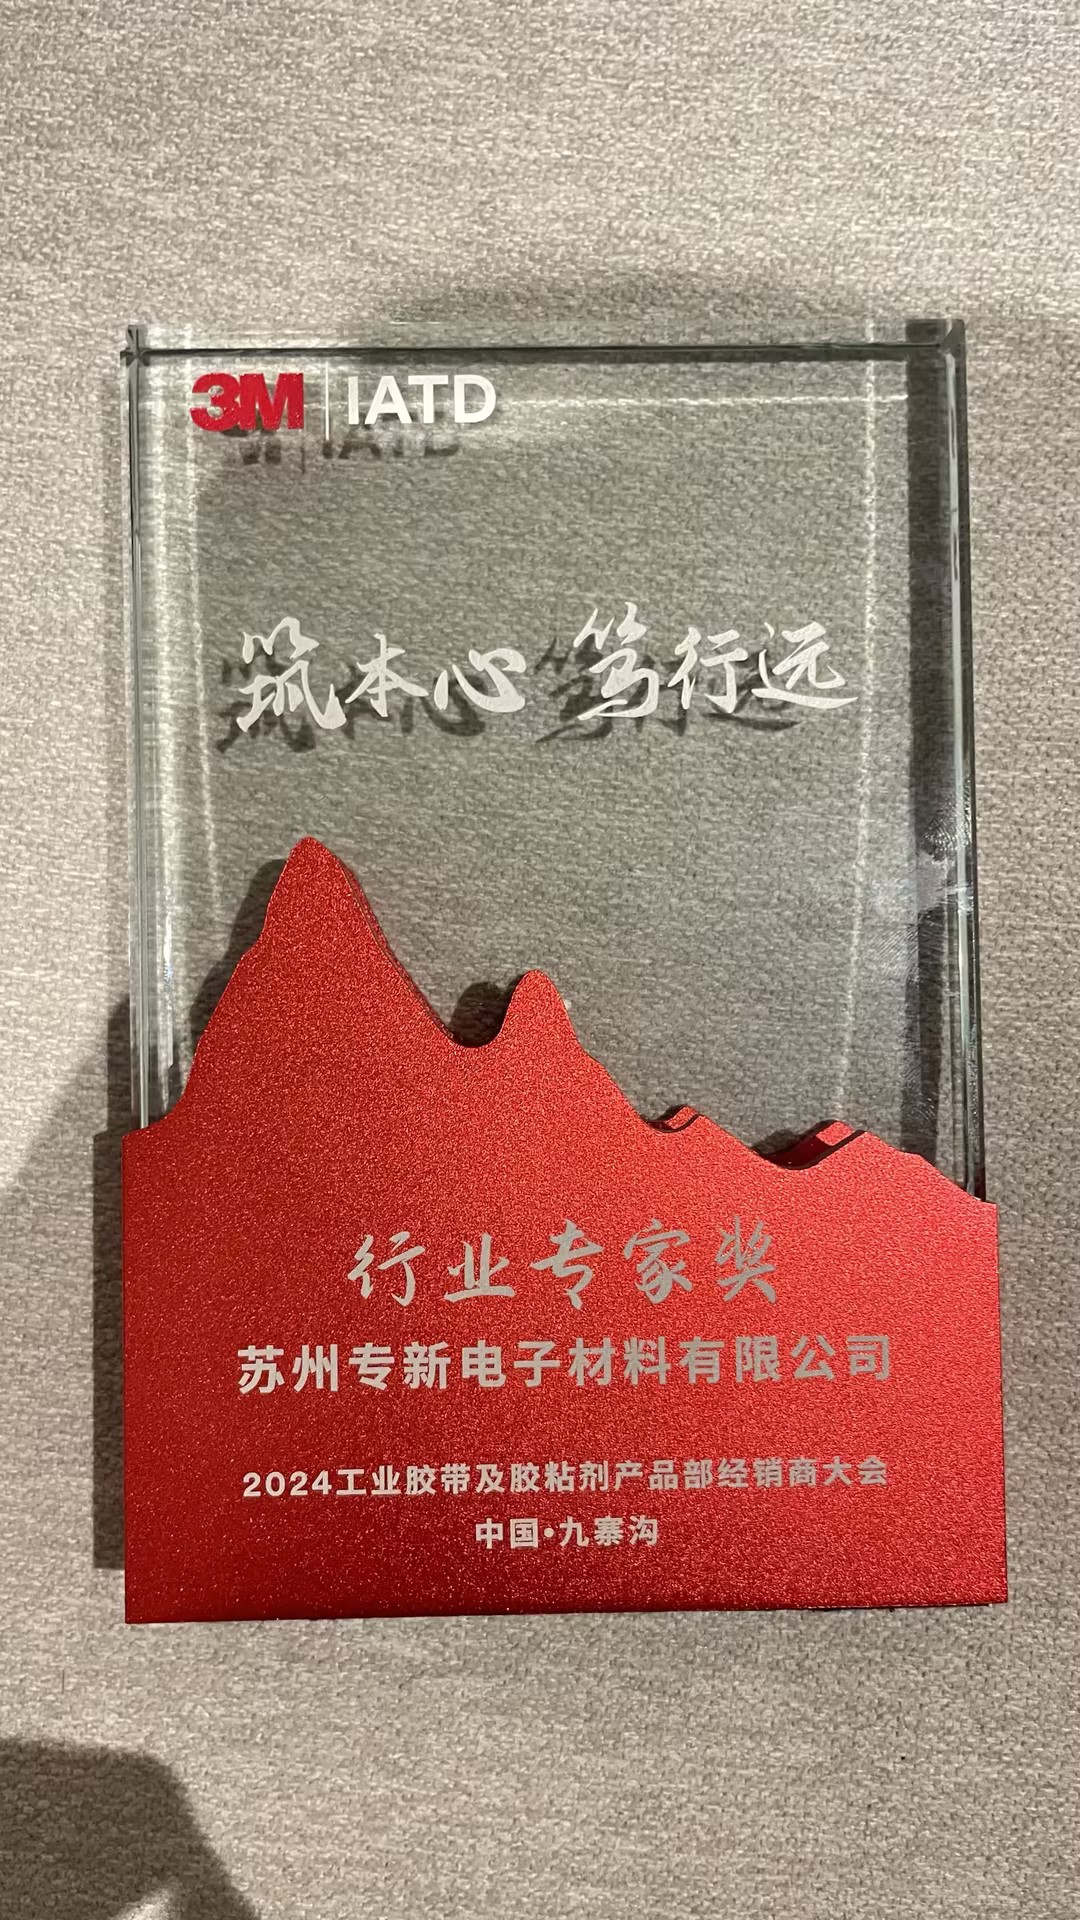 3M | IATD
筑本心 笃行远
行业专家奖
苏州专新电子材料有限公司
2024工业胶带及胶粘剂产品部经销商大会
中国•九寨沟